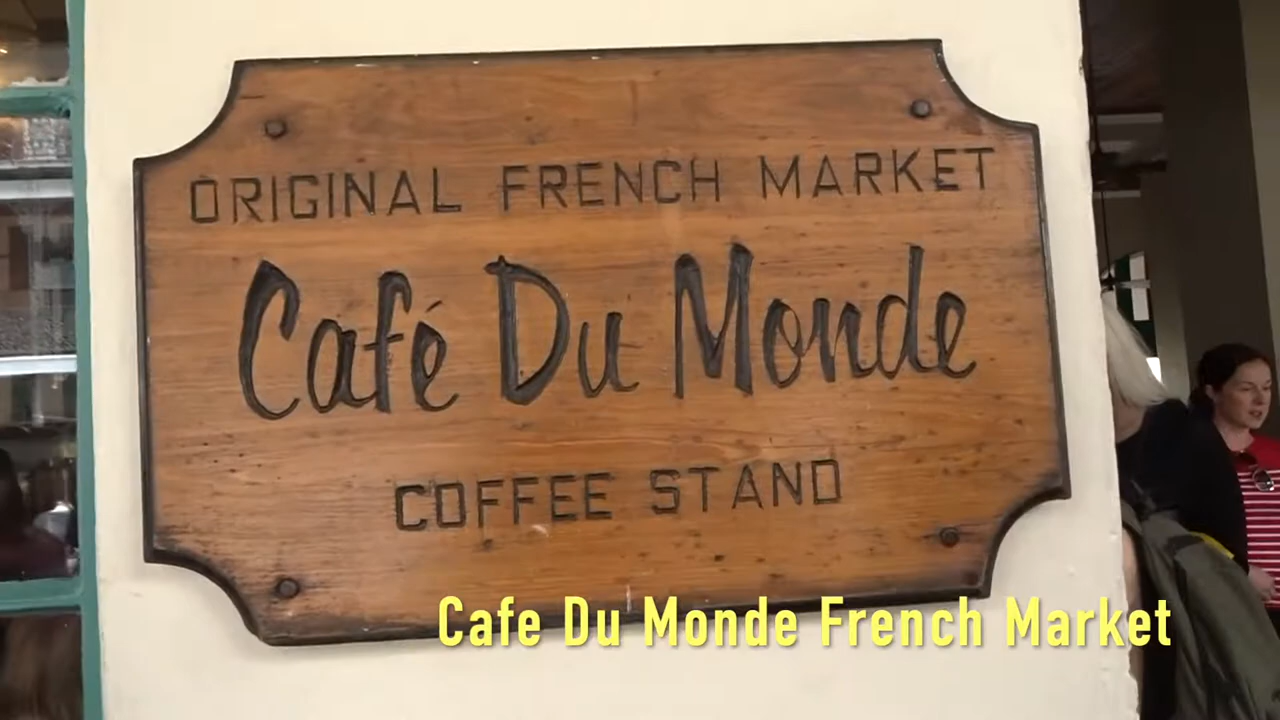 ORIGINAL FRENCH MARKET
Café Du Monde
COFFEE STAND
Cafe Du Monde French Market